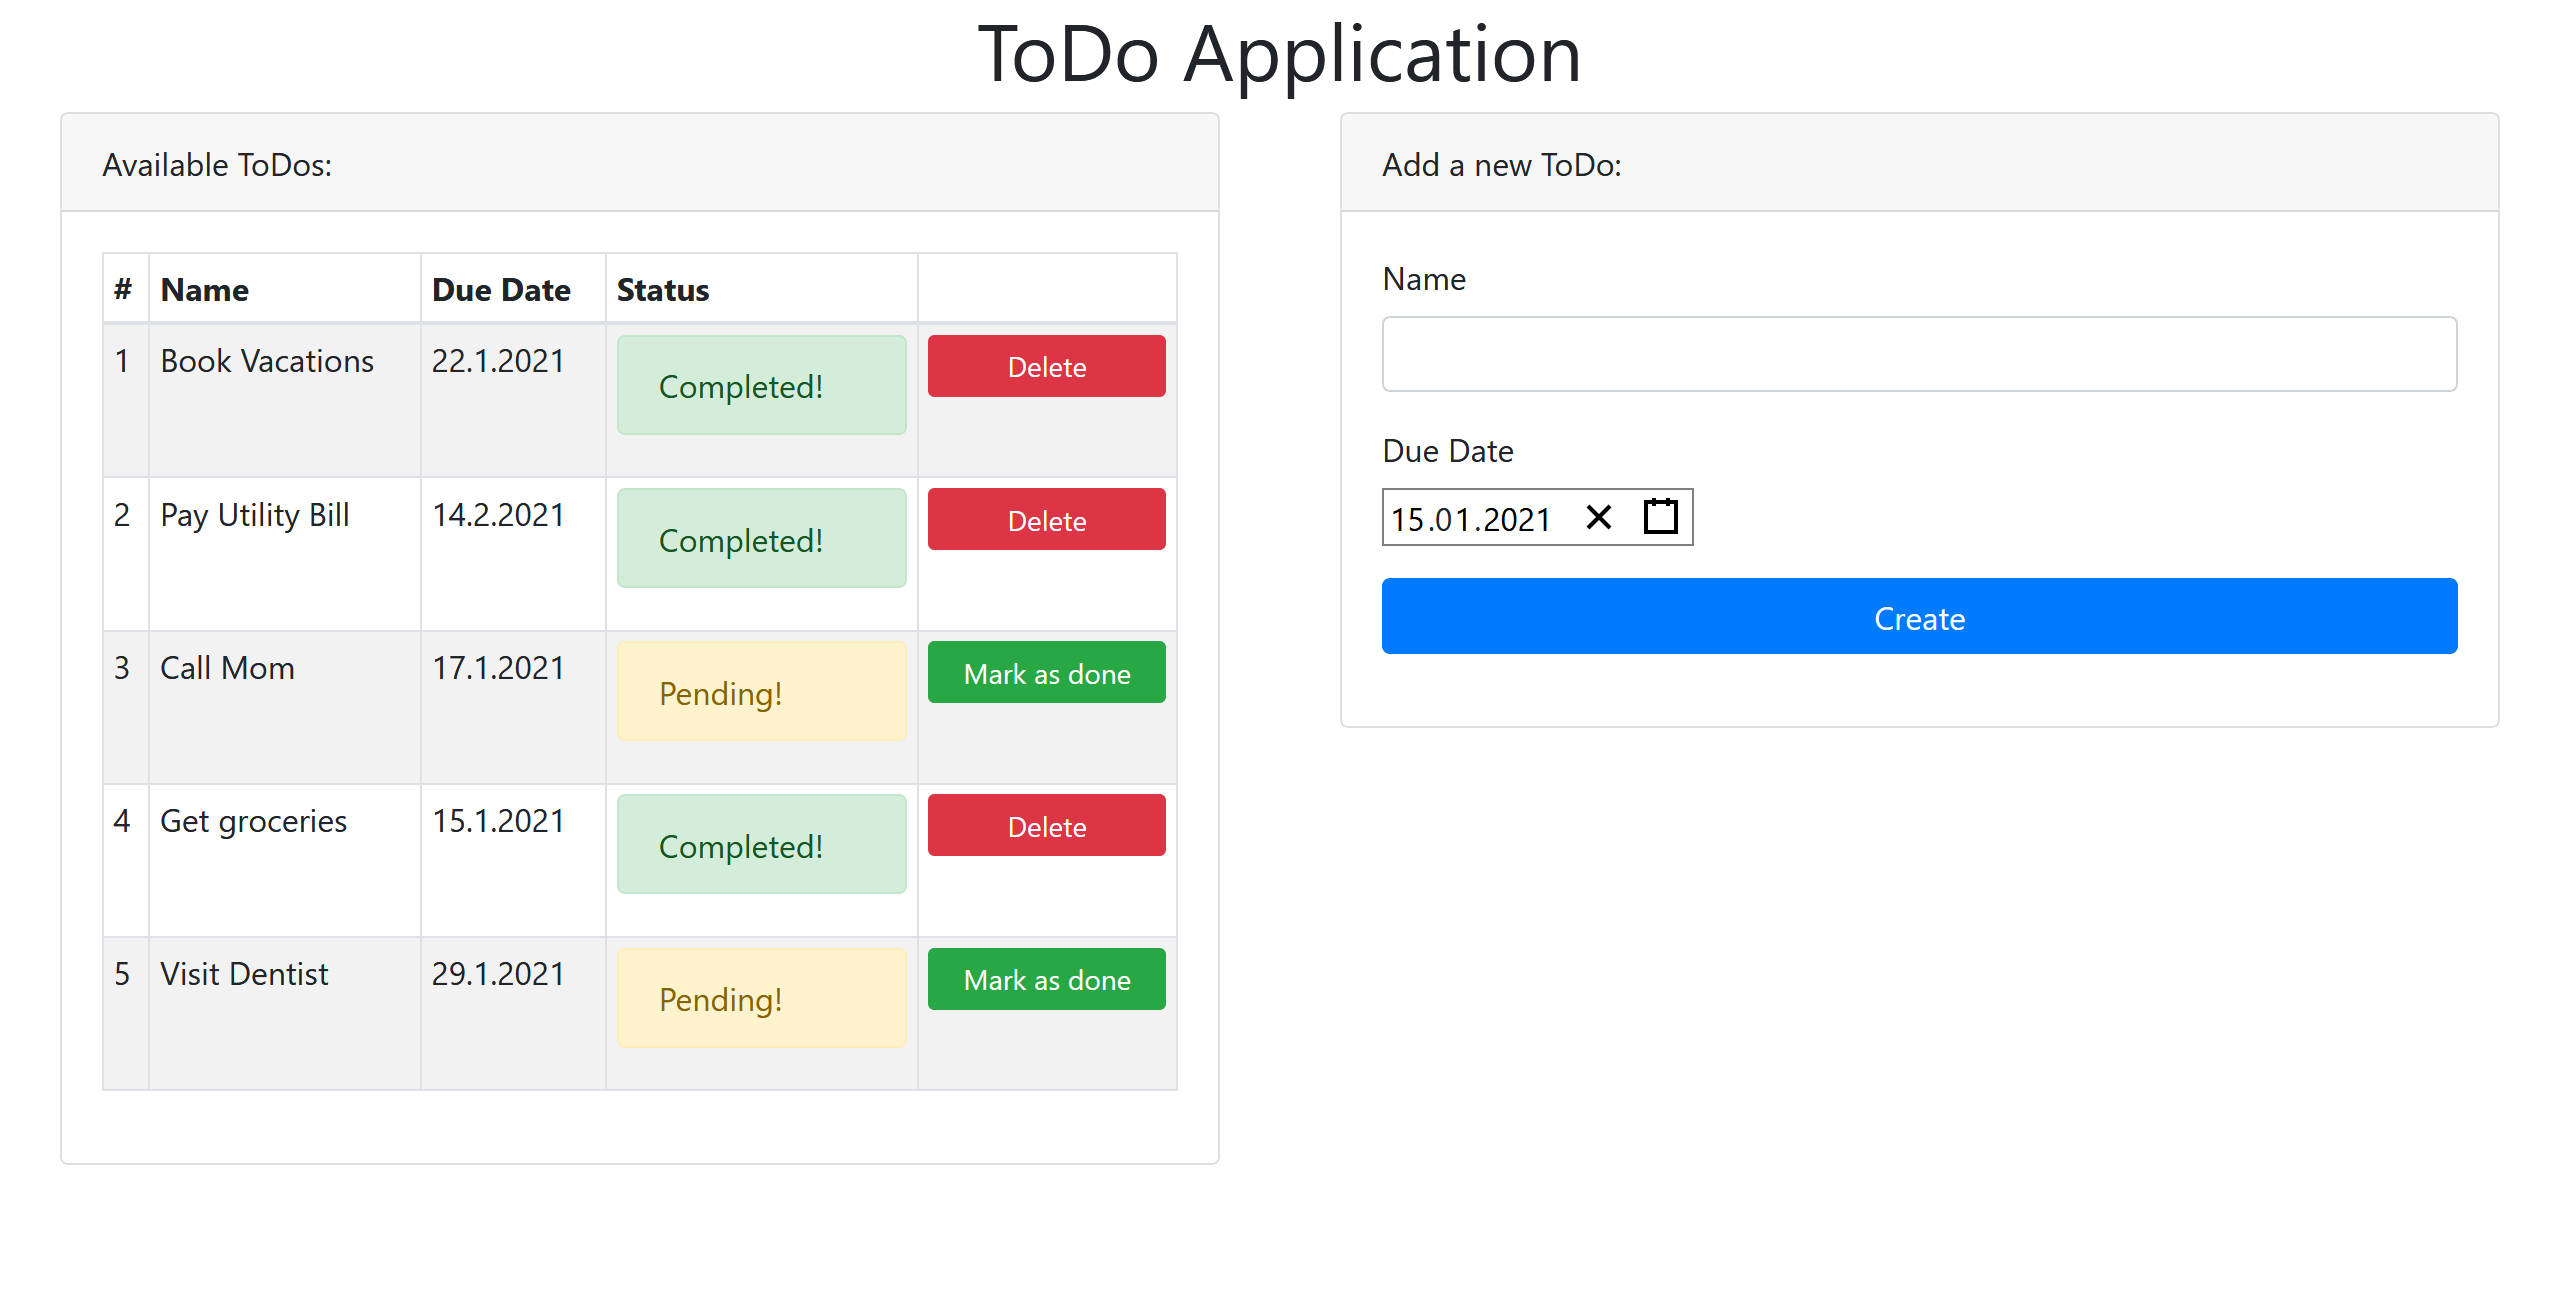 ToDo Application
Available ToDos:
# Name Due Date Status
1 Book Vacations 22.1.2021 Completed! Delete
2 Pay Utility Bill 14.2.2021 Completed! Delete
3 Call Mom 17.1.2021 Pending! Mark as done
4 Get groceries 15.1.2021 Completed! Delete
5 Visit Dentist 29.1.2021 Pending! Mark as done
Add a new ToDo:
Name
Due Date
15.01.2021
Create